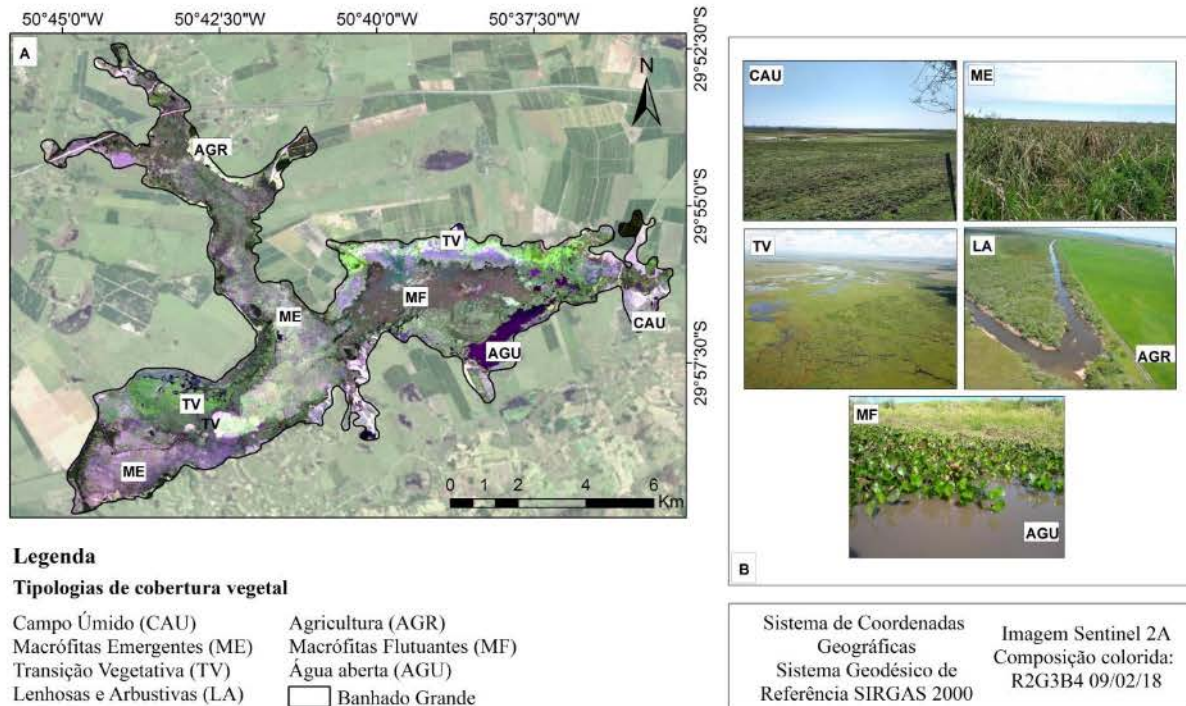 50°45'0"W 50°42'30"W 50°40'0"W 50°37'30"W
A
N
29°52'30"S
29°55'0"S
29°57'30"S
AGR
TV
MF
ME
CAU
AGU
TV
TV
ME
0 1 2 4 6
Km
CAU
ME
TV
LA
AGR
MF
AGU
B
Legenda
Tipologias de cobertura vegetal
Campo Úmido (CAU)
Macrófitas Emergentes (ME)
Transição Vegetativa (TV)
Lenhosas e Arbustivas (LA)
Agricultura (AGR)
Macrófitas Flutuantes (MF)
Água aberta (AGU)
Banhado Grande
Sistema de Coordenadas
Geográficas
Sistema Geodésico de
Referência SIRGAS 2000
Imagem Sentinel 2A
Composição colorida:
R2G3B4 09/02/18